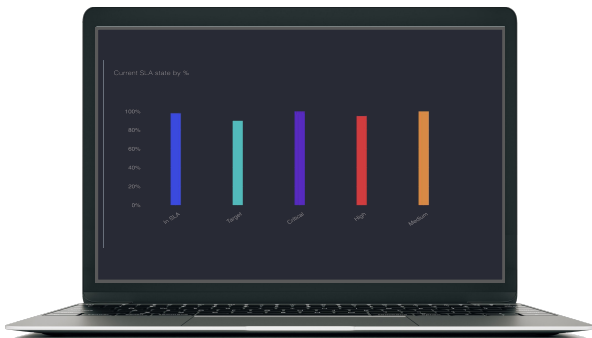 Current SLA state by %
100%
80%
60%
40%
20%
0%
In SLA
Target
Critical
High
Medium